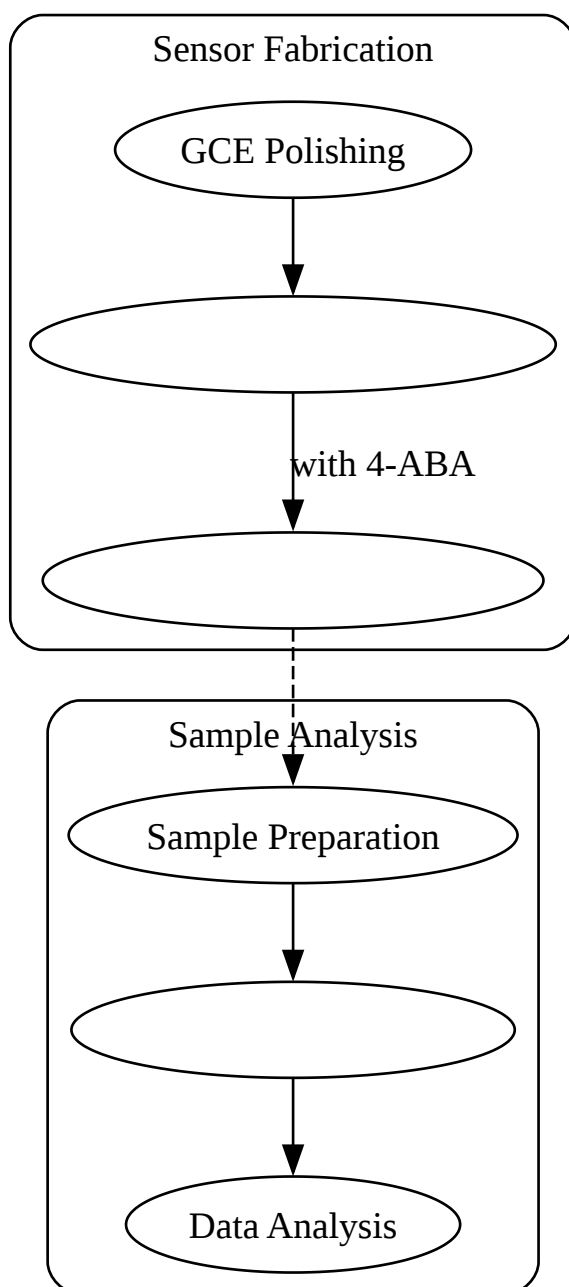 Sensor Fabrication
GCE Polishing
with 4-ABA
Sample Analysis
Sample Preparation
Data Analysis